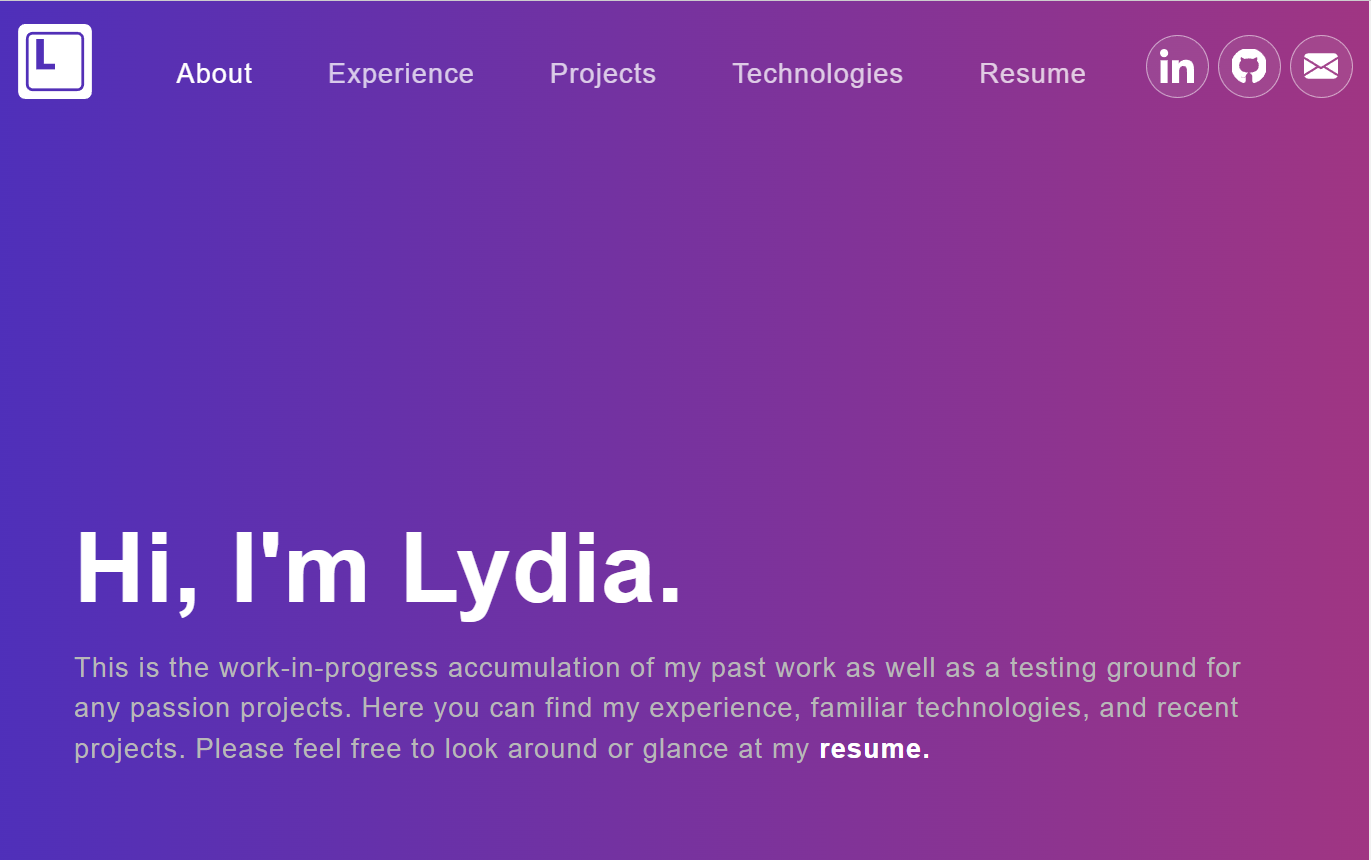 L
About Experience Projects Technologies Resume in
Hi, I'm Lydia.
This is the work-in-progress accumulation of my past work as well as a testing ground for
any passion projects. Here you can find my experience, familiar technologies, and recent
projects. Please feel free to look around or glance at my resume.